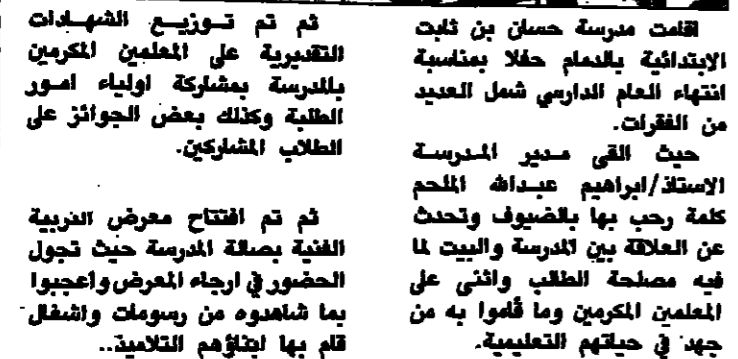 اقامت مدرسة حسان بن ثابت
الابتدائية بالدمام حفلا بمناسبة
انتهاء العام الدارسي شمل العديد
من الفقرات.
حيث القى مدير المدرسة
الاستاذ/ابراهيم عبدالله الملحم
كلمة رحب بها بالضيوف وتحدث
عن العلاقة بين المدرسة والبيت لما
فيه مصلحة الطالب واثنى على
المعلمين المكرمين وما قاموا به من
جهد في حياتهم التعليمية.
ثم تم توزيع الشهادات
التقديرية على المعلمين المكرمين
بالمدرسة بمشاركة اولياء امور
الطلبة وكذلك بعض الجوائز على
الطلاب المشاركين.
ثم تم افتتاح معرض التربية
الفنية بصالة المدرسة حيث تجول
الحضور في ارجاء المعرض واعجبوا
بما شاهدوه من رسومات واشغال
قام بها ابناؤهم التلاميذ..